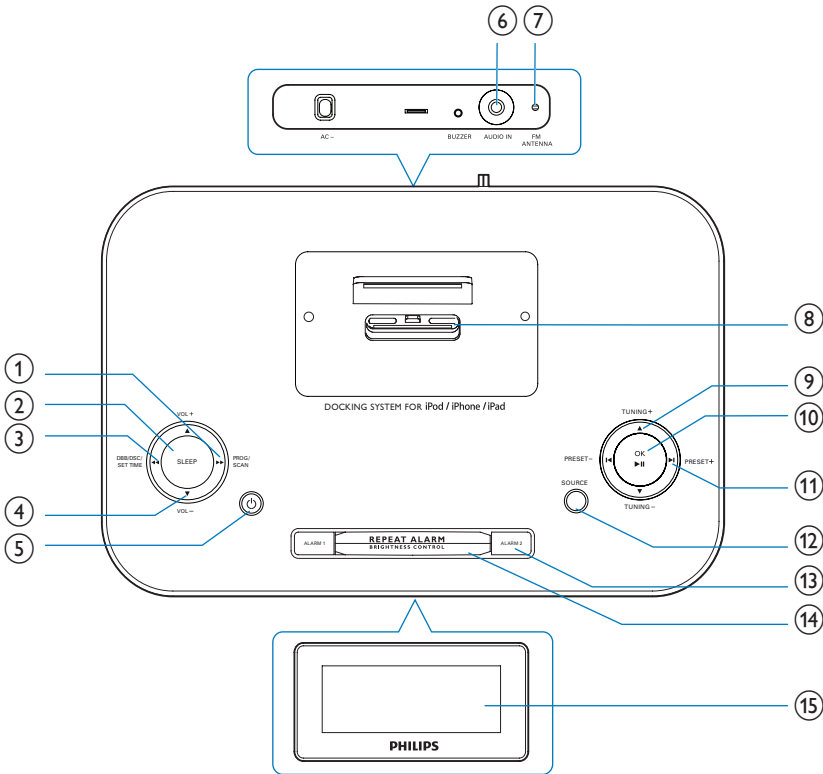 6 7
AC ~
BUZZER
AUDIO IN
FM
ANTENNA
8
DOCKING SYSTEM FOR iPod / iPhone / iPad
1
2
3
4
5
VOL +
DBB/DSC/
SET TIME
SLEEP
PROG/
SCAN
VOL –
TUNING +
PRESET–
OK
PRESET+
SOURCE
TUNING –
9
10
11
12
ALARM 1
REPEAT ALARM
BRIGHTNESS CONTROL
ALARM 2
13
14
15
PHILIPS